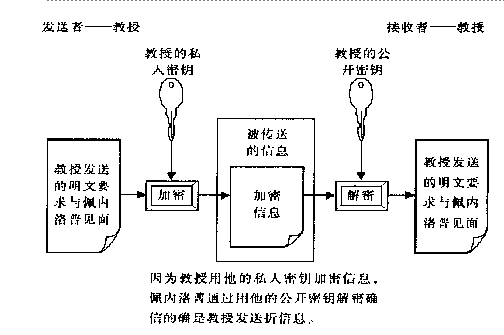 发送者——教授
接收者——教授
教授的私
人密钥
教授的公
开密钥
被传送
的信息
教授发送
的明文要
求与佩内
洛普见面
加密
加密
信息
解密
教授发送
的明文要
求与佩内
洛普见面
因为教授用他的私人密钥加密信息，
佩内洛普通过用他的公开密钥解密确
信的确是教授发送折信息。